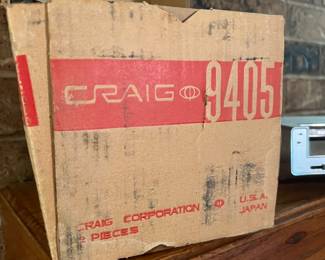 CRAIG 9405
CRAIG CORPORATION U.S.A.
PIECES JAPAN